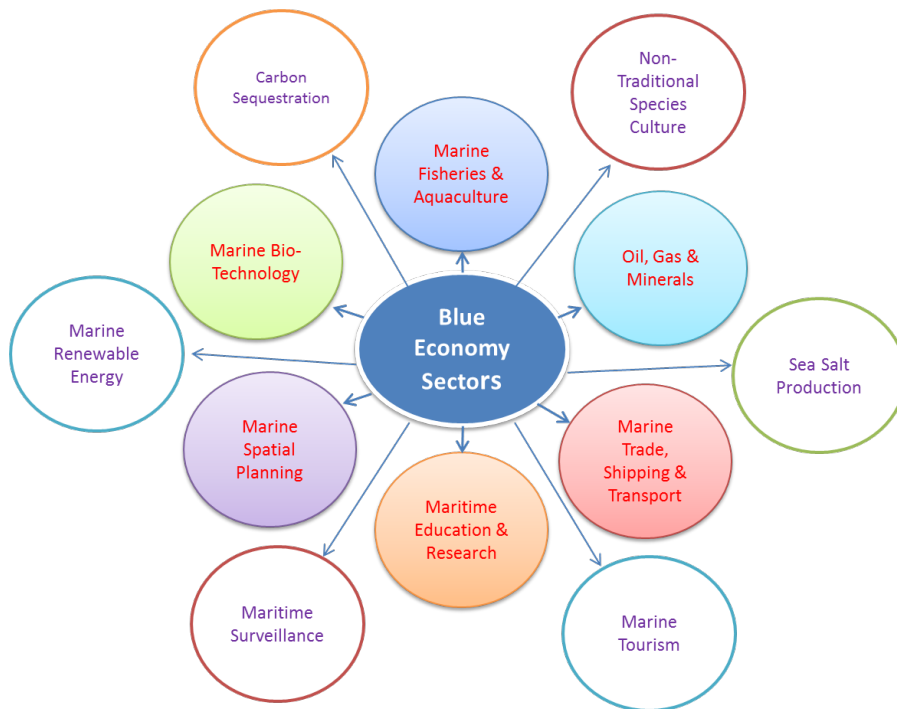 Carbon
Sequestration
Non-
Traditional
Species
Culture
Marine
Fisheries &
Aquaculture
Marine Bio-
Technology
Oil, Gas &
Minerals
Blue
Economy
Sectors
Marine
Renewable
Energy
Sea Salt
Production
Marine
Spatial
Planning
Marine
Trade,
Shipping &
Transport
Maritime
Education &
Research
Maritime
Surveillance
Marine
Tourism